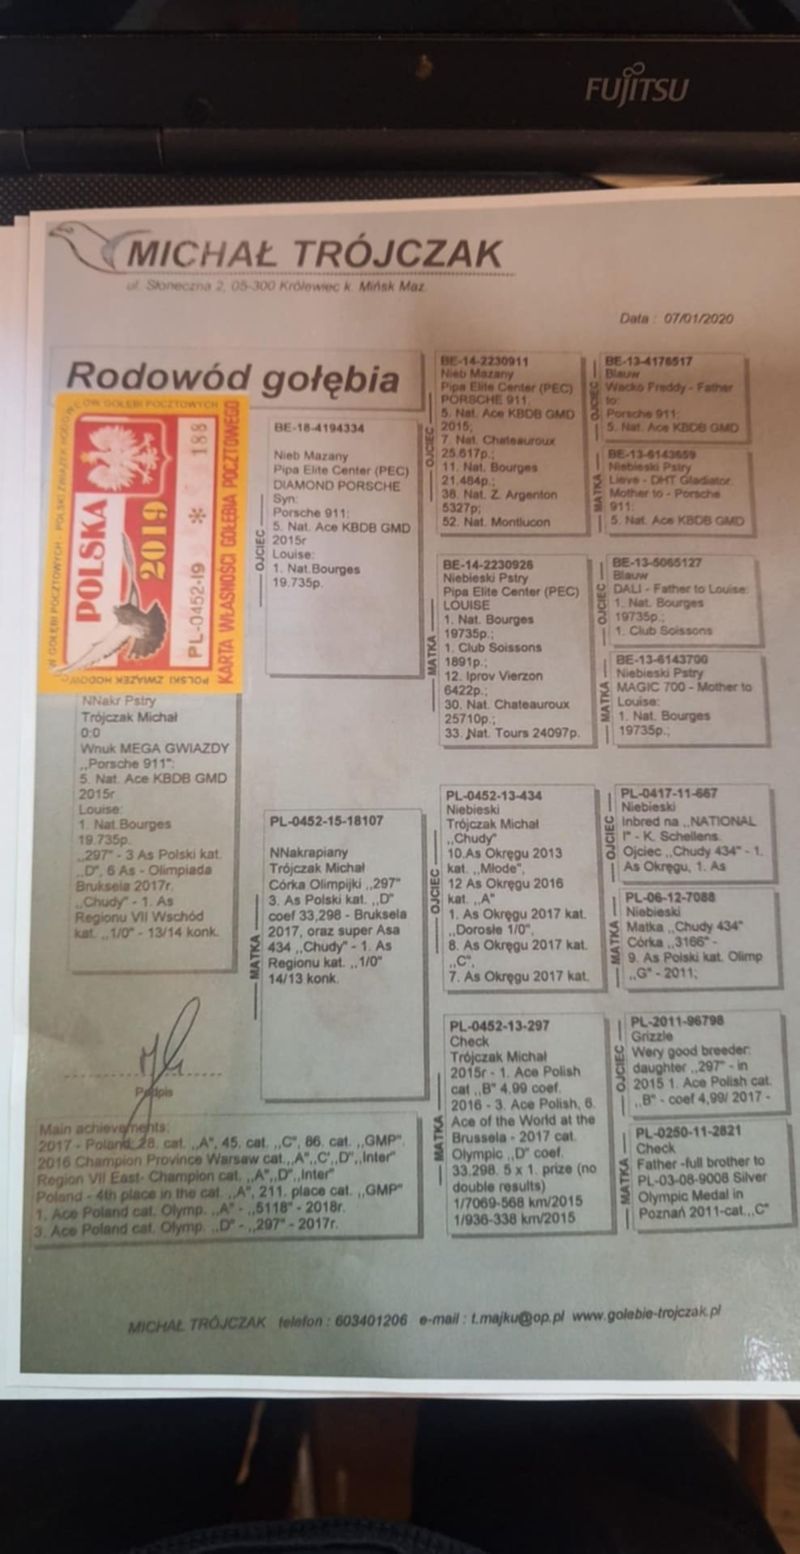 FUJITSU
MICHAŁ TRÓJCZAK
ul. Słoneczna 2, 05-300 Królewiec k. Mińsk Maz.
Data : 07/01/2020
Rodowód gołębia
POLSKA
2019
PL-0452-19 * 188
KARTA WŁASNOŚCI GOŁĘBIA POCZTOWEGO
NNakr Pstry
Trójczak Michał
0:0
Wnuk MEGA GWIAZDY
,,Porsche 911":
5. Nat. Ace KBDB GMD
2015r
Louise:
1. Nat.Bourges
19.735p.
,,297" - 3 As Polski kat.
,,D", 6 As - Olimpiada
Bruksela 2017r.
,,Chudy" - 1. As
Regionu VII Wschód
kat. ,,1/0" - 13/14 konk.
Podpis
OJCIEC
BE-18-4194334
Nieb Mazany
Pipa Elite Center (PEC)
DIAMOND PORSCHE
Syn:
Porsche 911:
5. Nat. Ace KBDB GMD
2015r
Louise:
1. Nat.Bourges
19.735p.
MATKA
PL-0452-15-18107
NNakrapiany
Trójczak Michał
Córka Olimpijki ,,297"
3. As Polski kat. ,,D"
coef 33,298 - Bruksela
2017, oraz super Asa
434 ,,Chudy" - 1. As
Regionu kat. ,,1/0"
14/13 konk.
OJCIEC
BE-14-2230911
Nieb Mazany
Pipa Elite Center (PEC)
PORSCHE 911:
5. Nat. Ace KBDB GMD
2015;
7. Nat. Chateauroux
25.617p.;
11. Nat. Bourges
21.484p.;
38. Nat. Z. Argenton
5327p;
52. Nat. Montlucon
MATKA
BE-14-2230926
Niebieski Pstry
Pipa Elite Center (PEC)
LOUISE
1. Nat. Bourges
19735p.;
1. Club Soissons
1891p.;
12. Iprov Vierzon
6422p.;
30. Nat. Chateauroux
25710p.;
33. Nat. Tours 24097p.
OJCIEC
PL-0452-13-434
Niebieski
Trójczak Michał
,,Chudy"
10.As Okręgu 2013
kat. ,,Młode",
12 As Okręgu 2016
kat. ,,A"
1. As Okręgu 2017 kat.
,,Dorosłe 1/0",
8. As Okręgu 2017 kat.
,,C",
7. As Okręgu 2017 kat.
MATKA
PL-0452-13-297
Check
Trójczak Michał
2015r - 1. Ace Polish
cat ,,B" 4.99 coef.
2016 - 3. Ace Polish, 6.
Ace of the World at the
Brussela - 2017 cat.
Olympic ,,D" coef.
33.298. 5 x 1. prize (no
double results)
1/7069-568 km/2015
1/936-338 km/2015
OJCIEC
BE-13-4176517
Blauw
Wacko Freddy - Father
to:
Porsche 911:
5. Nat. Ace KBDB GMD
MATKA
BE-13-6143659
Niebieski Pstry
Lieve - DHT Gladiator.
Mother to - Porsche
911:
5. Nat. Ace KBDB GMD
OJCIEC
BE-13-5065127
Blauw
DALI - Father to Louise:
1. Nat. Bourges
19735p.;
1. Club Soissons
MATKA
BE-13-6143700
Niebieski Pstry
MAGIC 700 - Mother to
Louise:
1. Nat. Bourges
19735p.;
OJCIEC
PL-0417-11-667
Niebieski
Inbred na ,,NATIONAL
I" - K. Schellens.
Ojciec ,,Chudy 434" - 1.
As Okręgu, 1. As
MATKA
PL-06-12-7088
Niebieski
Matka ,,Chudy 434"
Córka ,,3166" -
9. As Polski kat. Olimp
,,G" - 2011;
OJCIEC
PL-2011-96798
Grizzle
Wery good breeder:
daughter ,,297" - in
2015 1. Ace Polish cat.
,,B" - coef 4,99/ 2017 -
MATKA
PL-0250-11-2821
Check
Father -full brother to
PL-03-08-9008 Silver
Olympic Medal in
Poznań 2011-cat.,,C"
Main achievements:
2017 - Poland 28. cat. ,,A", 45. cat. ,,C", 86. cat. ,,GMP".
2016 Champion Province Warsaw cat.,,A",,C',,D",,Inter"
Region VII East- Champion cat. ,,A",,D",,Inter"
Poland - 4th place in the cat. ,,A", 211. place cat. ,,GMP"
1. Ace Poland cat. Olymp. ,,A" - ,,5118" - 2018r.
3. Ace Poland cat. Olymp. ,,D" - ,,297" - 2017r.
MICHAŁ TRÓJCZAK telefon : 603401206 e-mail : t.majku@op.pl www.golebie-trojczak.pl